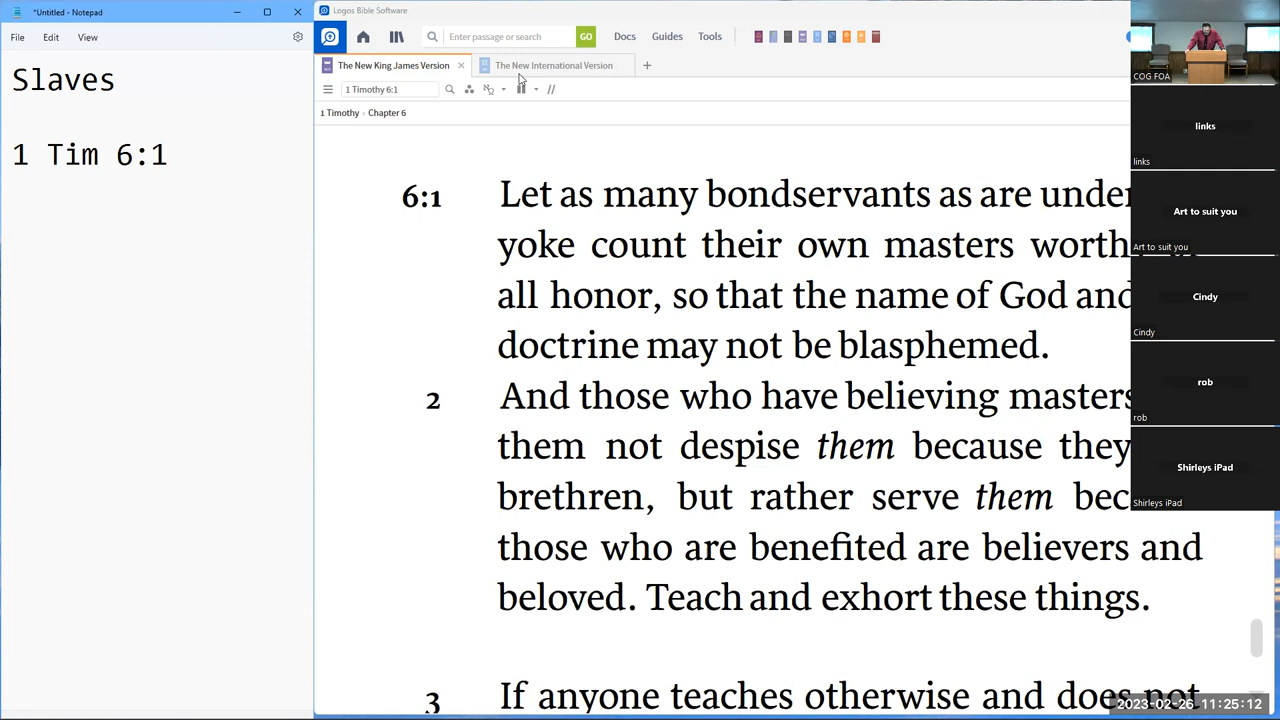 *Untitled - Notepad
File Edit View
Slaves
1 Tim 6:1
Logos Bible Software
Enter passage or search GO Docs Guides Tools
The New King James Version The New International Version
1 Timothy 6:1
1 Timothy › Chapter 6
6:1 Let as many bondservants as are under
yoke count their own masters
all honor, so that the name of God and
doctrine may not be blasphemed.
2 And those who have believing masters
them not despise them because they
brethren, but rather serve them
those who are benefited are believers and
beloved. Teach and exhort these things.
3 If anyone teaches otherwise and does not
COG FOA
links
links
Art to suit you
Art to suit you
Cindy
Cindy
rob
rob
Shirleys iPad
Shirleys iPad
2023-02-26 11:25:12